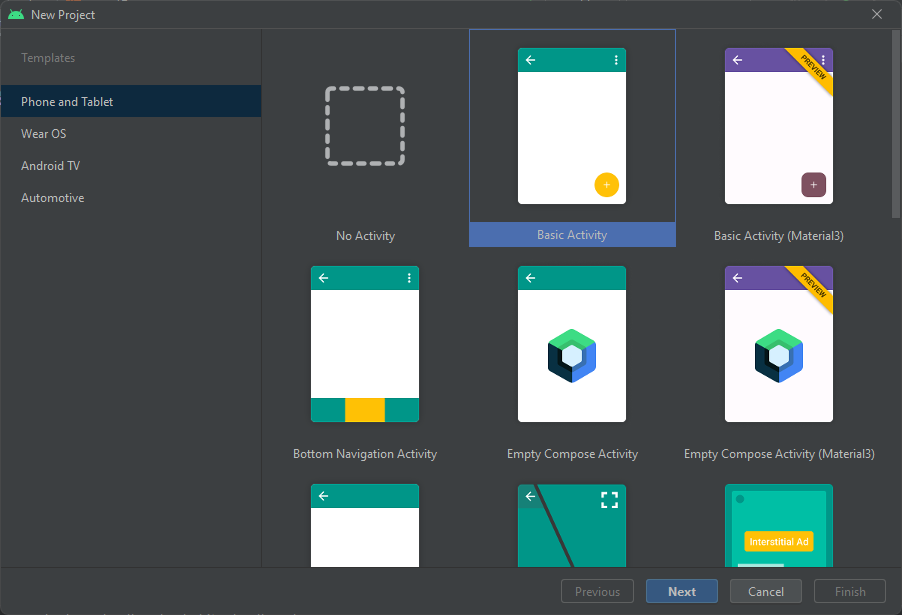 New Project
Templates
Phone and Tablet
Wear OS
Android TV
Automotive
No Activity
Basic Activity
PREVIEW
Basic Activity (Material3)
Bottom Navigation Activity
Empty Compose Activity
PREVIEW
Empty Compose Activity (Material3)
Interstitial Ad
Previous
Next
Cancel
Finish